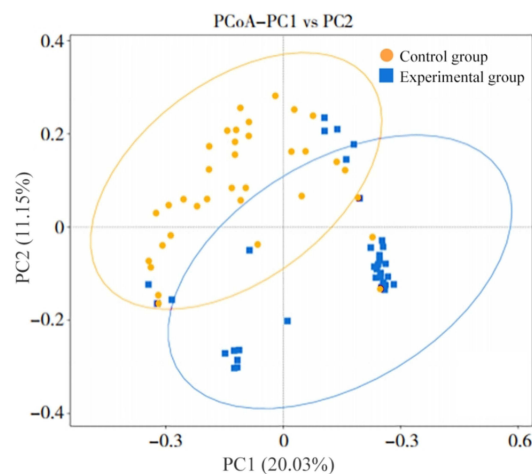 PCoA-PC1 vs PC2
0.4
Control group
Experimental group
0.2
0
−0.2
−0.4
PC2 (11.15%)
−0.3
0
−0.3
0.6
PC1 (20.03%)